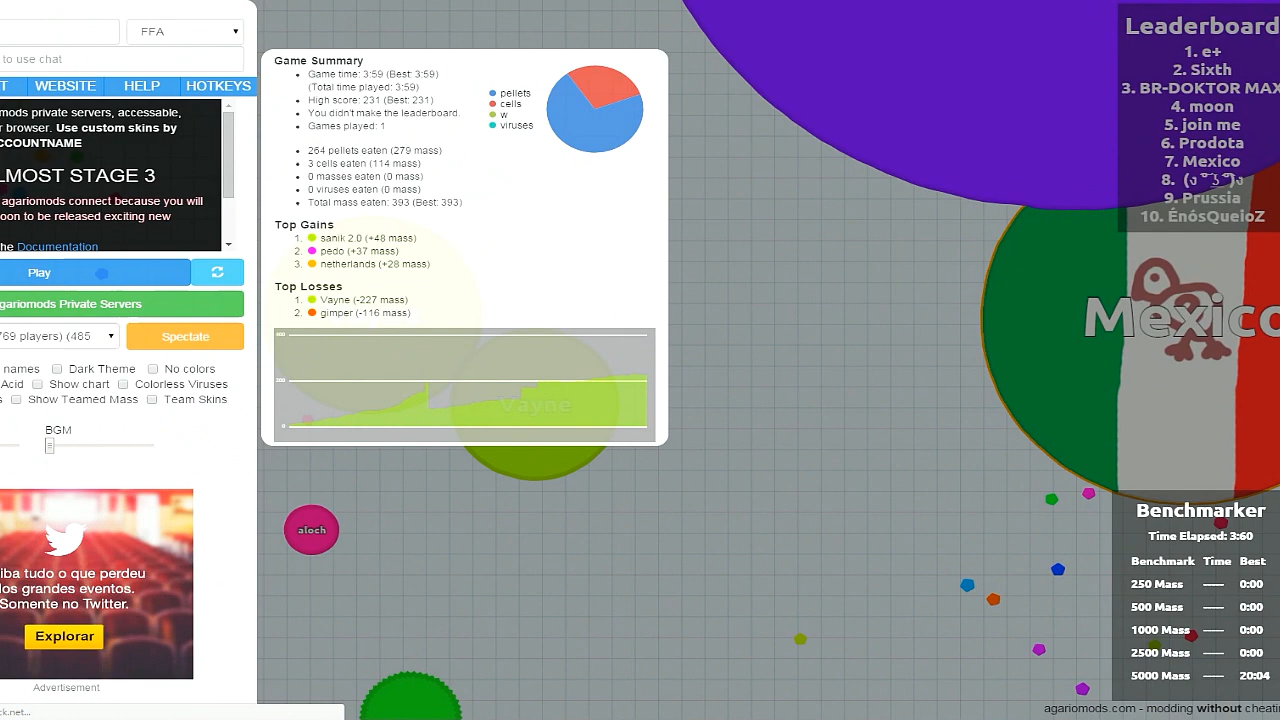 FFA
to use chat
T WEBSITE HELP HOTKEYS
mods private servers, accessable,
r browser. Use custom skins by
CCOUNTNAME
LMOST STAGE 3
agariomods connect because you will
oon to be released exciting new
he Documentation
Play
gariomods Private Servers
769 players) (485
Spectate
names Dark Theme No colors
Acid Show chart Colorless Viruses
s Show Teamed Mass Team Skins
BGM
iba tudo o que perdeu
los grandes eventos.
Somente no Twitter.
Explorar
Advertisement
ck.net...
Game Summary
Game time: 3:59 (Best: 3:59)
(Total time played: 3:59)
High score: 231 (Best: 231)
You didn't make the leaderboard.
Games played: 1
264 pellets eaten (279 mass)
3 cells eaten (114 mass)
0 masses eaten (0 mass)
0 viruses eaten (0 mass)
Total mass eaten: 393 (Best: 393)
pellets
cells
w
viruses
Top Gains
1. sanik 2.0 (+48 mass)
2. pedo (+37 mass)
3. netherlands (+28 mass)
Top Losses
1. Vayne (-227 mass)
2. gimper (-116 mass)
Vayne
aloch
Mexico
Leaderboard
1. e+
2. Sixth
3. BR-DOKTOR MAX
4. moon
5. join me
6. Prodota
7. Mexico
8.
9. Prussia
10. ÉnósQueioZ
Benchmarker
Time Elapsed: 3:60
Benchmark Time Best
250 Mass —— 0:00
500 Mass —— 0:00
1000 Mass —— 0:00
2500 Mass —— 0:00
5000 Mass —— 20:04
agariomods.com - modding without cheati